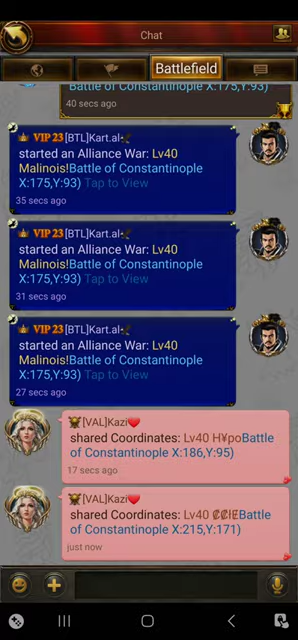 Chat
Battlefield
Battle of Constantinople
X:175,Y:93)
40 secs ago
VIP 23 [BTL]Kart.al
started an Alliance War: Lv40
Malinois!Battle of Constantinople
X:175,Y:93) Tap to View
35 secs ago
VIP 23 [BTL]Kart.al
started an Alliance War: Lv40
Malinois!Battle of Constantinople
X:175,Y:93) Tap to View
31 secs ago
VIP 23 [BTL]Kart.al
started an Alliance War: Lv40
Malinois!Battle of Constantinople
X:175,Y:93) Tap to View
27 secs ago
[VAL]Kazi❤
shared Coordinates: Lv40 H¥poBattle
of Constantinople X:186,Y:95)
17 secs ago
[VAL]Kazi❤
shared Coordinates: Lv40 ₡₡łɆBattle
of Constantinople X:215,Y:171)
just now